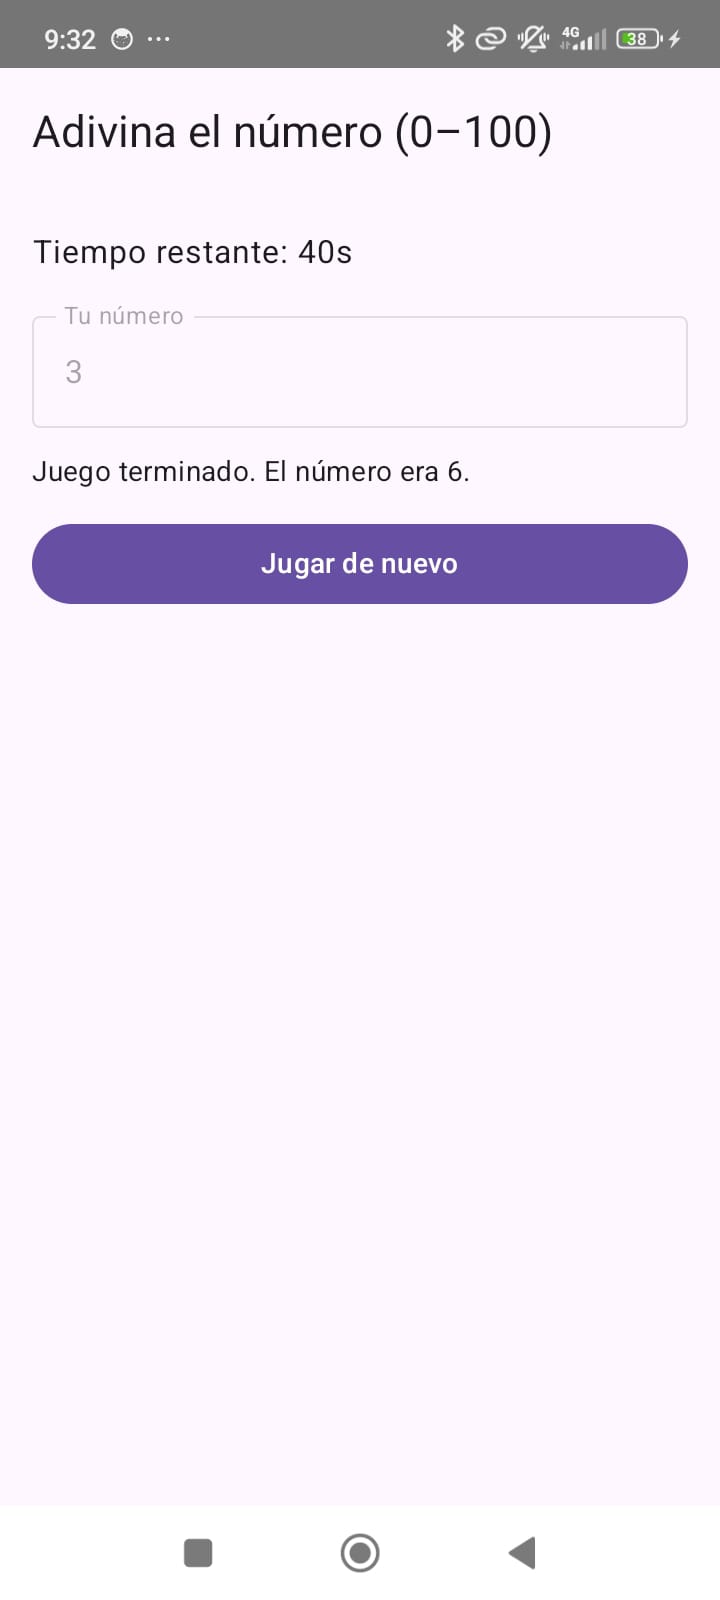 9:32
4G
38
Adivina el número (0–100)
Tiempo restante: 40s
Tu número
3
Juego terminado. El número era 6.
Jugar de nuevo